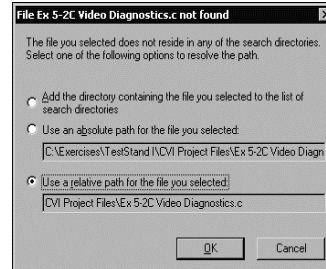 File Ex 5-2C Video Diagnostics.c not found
The file you selected does not reside in any of the search directories.
Select one of the following options to resolve the path.
Add the directory containing the file you selected to the list of
search directories
Use an absolute path for the file you selected:
C:\Exercises\TestStand I\CVI Project Files\Ex 5-2C Video Diagn
Use a relative path for the file you selected:
CVI Project Files\Ex 5-2C Video Diagnostics.c
OK
Cancel